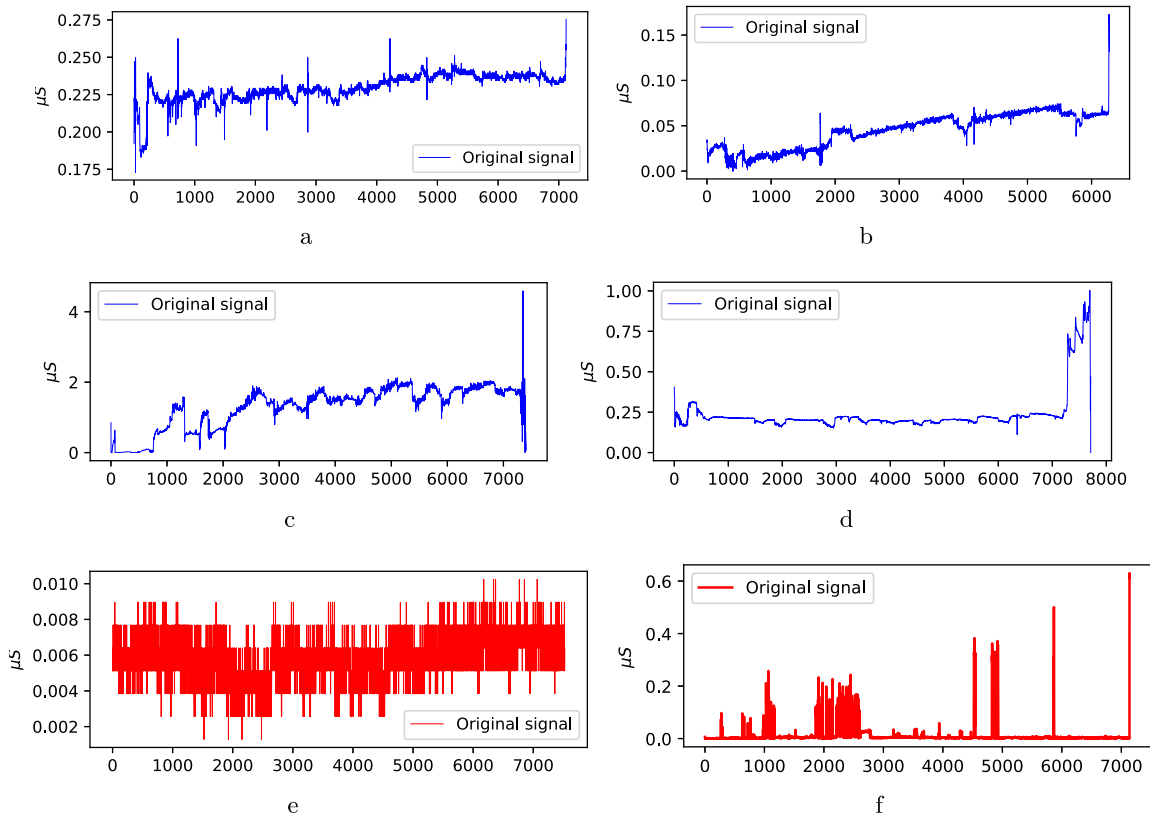 0.275
0.250
0.225
0.200
0.175
μS
Original signal
0 1000 2000 3000 4000 5000 6000 7000
a
0.15
0.10
0.05
0.00
μS
Original signal
0 1000 2000 3000 4000 5000 6000
b
4
2
0
μS
Original signal
0 1000 2000 3000 4000 5000 6000 7000
c
1.00
0.75
0.50
0.25
0.00
μS
Original signal
0 1000 2000 3000 4000 5000 6000 7000 8000
d
0.010
0.008
0.006
0.004
0.002
μS
Original signal
0 1000 2000 3000 4000 5000 6000 7000
e
0.6
0.4
0.2
0.0
μS
Original signal
0 1000 2000 3000 4000 5000 6000 7000
f